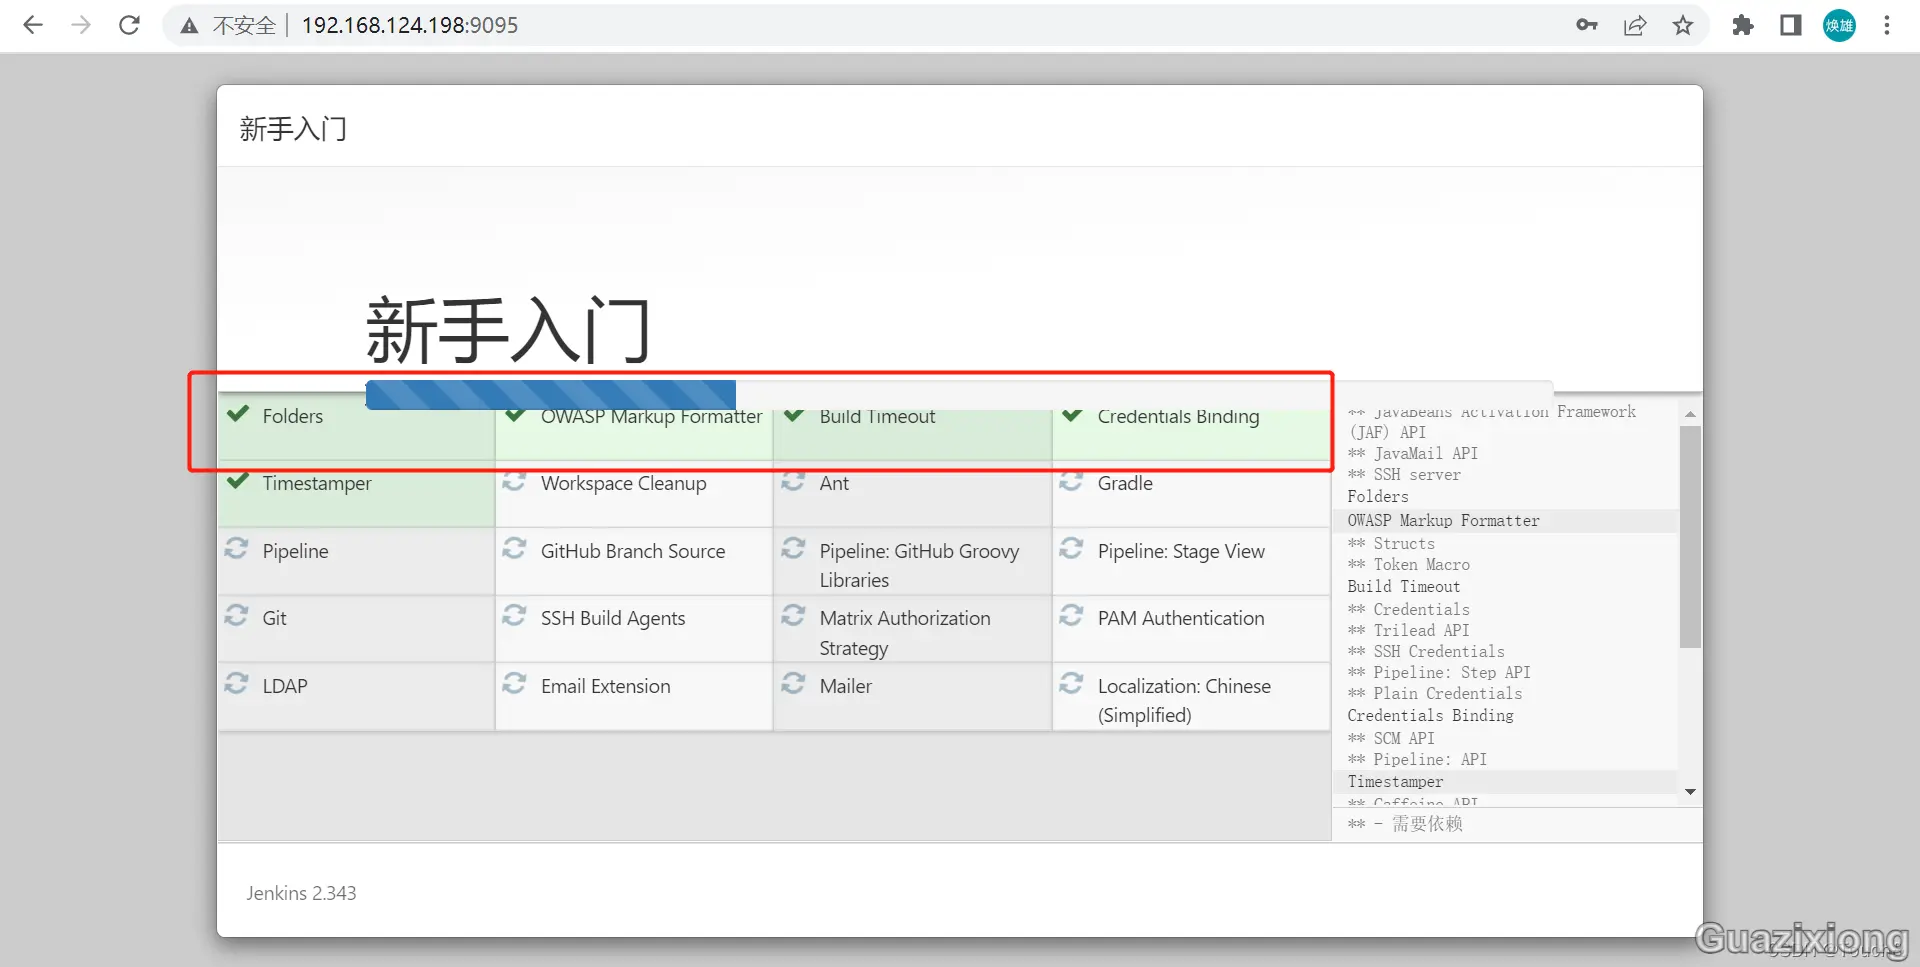 不安全
192.168.124.198:9095
焕雄
新手入门
新手入门
Folders
OWASP Markup Formatter
Build Timeout
Credentials Binding
Timestamper
Workspace Cleanup
Ant
Gradle
Pipeline
GitHub Branch Source
Pipeline: GitHub Groovy
Libraries
Pipeline: Stage View
Git
SSH Build Agents
Matrix Authorization
Strategy
PAM Authentication
LDAP
Email Extension
Mailer
Localization: Chinese
(Simplified)
** JavaBeans Activation Framework
(JAF) API
** JavaMail API
** SSH server
Folders
OWASP Markup Formatter
** Structs
** Token Macro
Build Timeout
** Credentials
** Trilead API
** SSH Credentials
** Pipeline: Step API
** Plain Credentials
Credentials Binding
** SCM API
** Pipeline: API
Timestamper
** Caffeine API
** - 需要依赖
Jenkins 2.343
Guazixiong